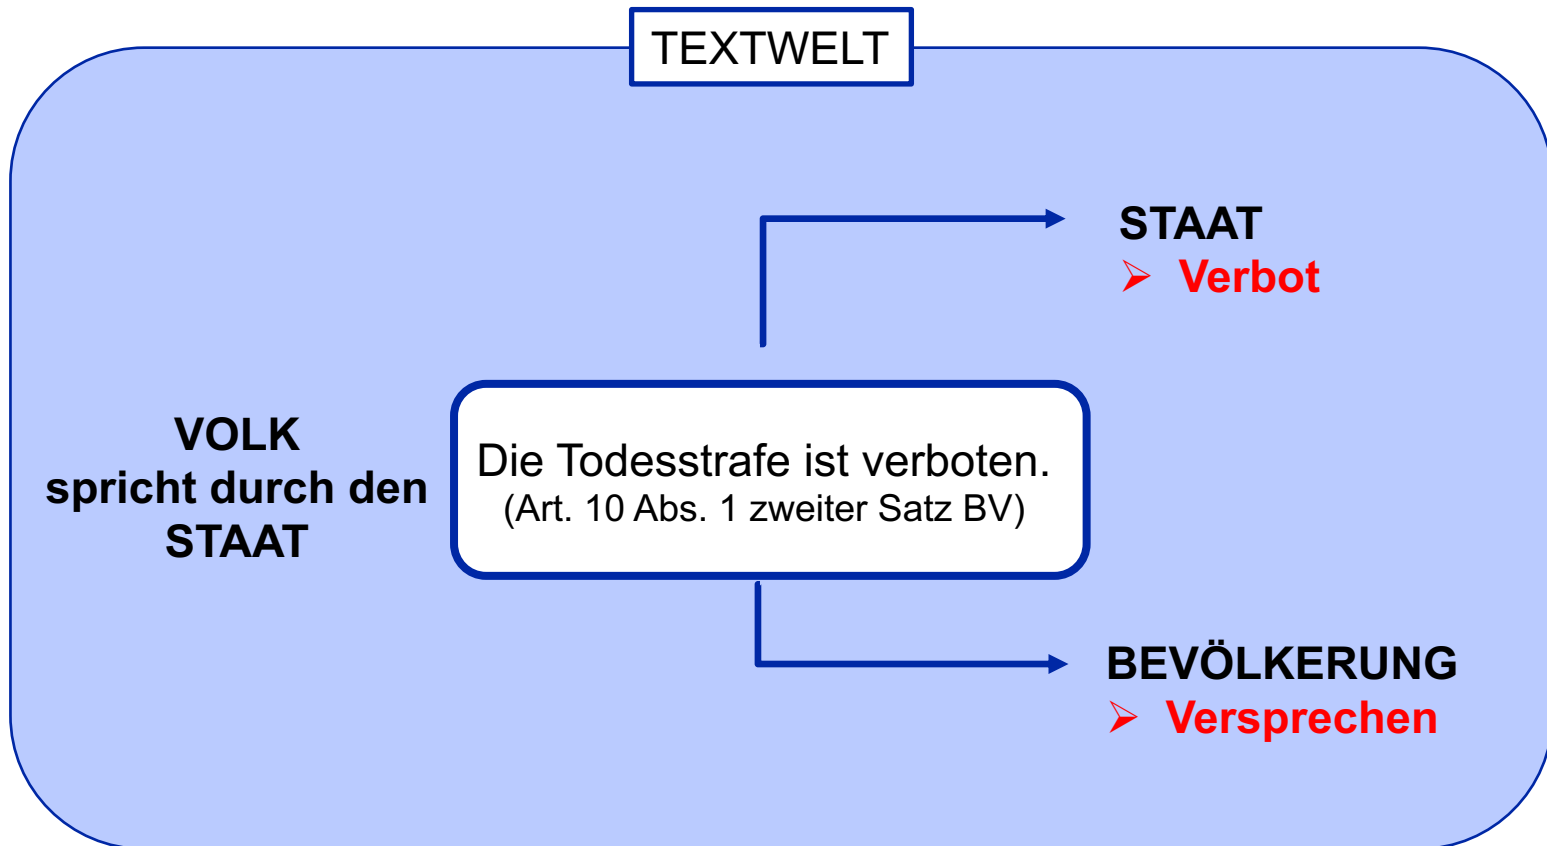 TEXTWELT
STAAT
➢ Verbot
VOLK
spricht durch den
STAAT
Die Todesstrafe ist verboten.
(Art. 10 Abs. 1 zweiter Satz BV)
BEVÖLKERUNG
➢ Versprechen